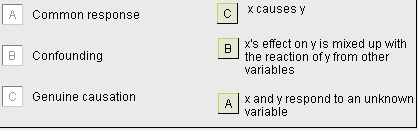 A Common response
B Confounding
C Genuine causation
C x causes y
B x's effect on y is mixed up with
the reaction of y from other
variables
A x and y respond to an unknown
variable